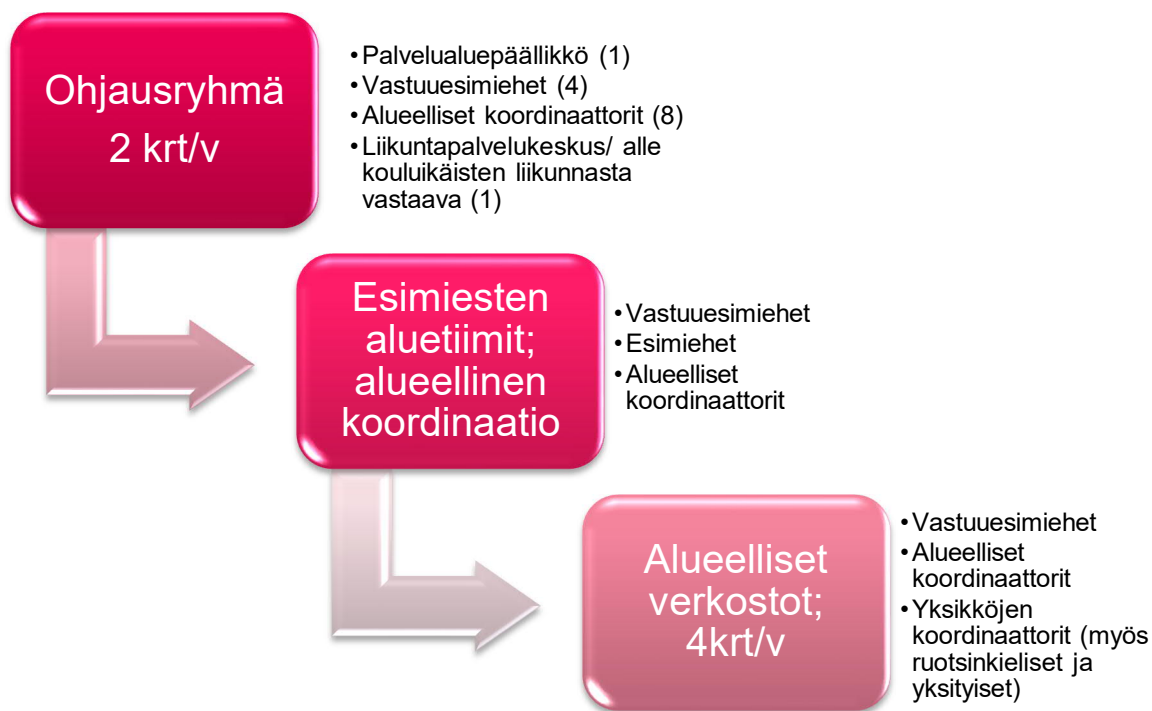 Ohjausryhmä
2 krt/v
•Palvelualuepäällikkö (1)
•Vastuuesimiehet (4)
•Alueelliset koordinaattorit (8)
•Liikuntapalvelukeskus/ alle
kouluikäisten liikunnasta
vastaava (1)
Esimiesten
aluetiimit;
alueellinen
koordinaatio
•Vastuuesimiehet
•Esimiehet
•Alueelliset
koordinaattorit
Alueelliset
verkostot;
4krt/v
•Vastuuesimiehet
•Alueelliset
koordinaattorit
•Yksikköjen
koordinaattorit (myös
ruotsinkieliset ja
yksityiset)